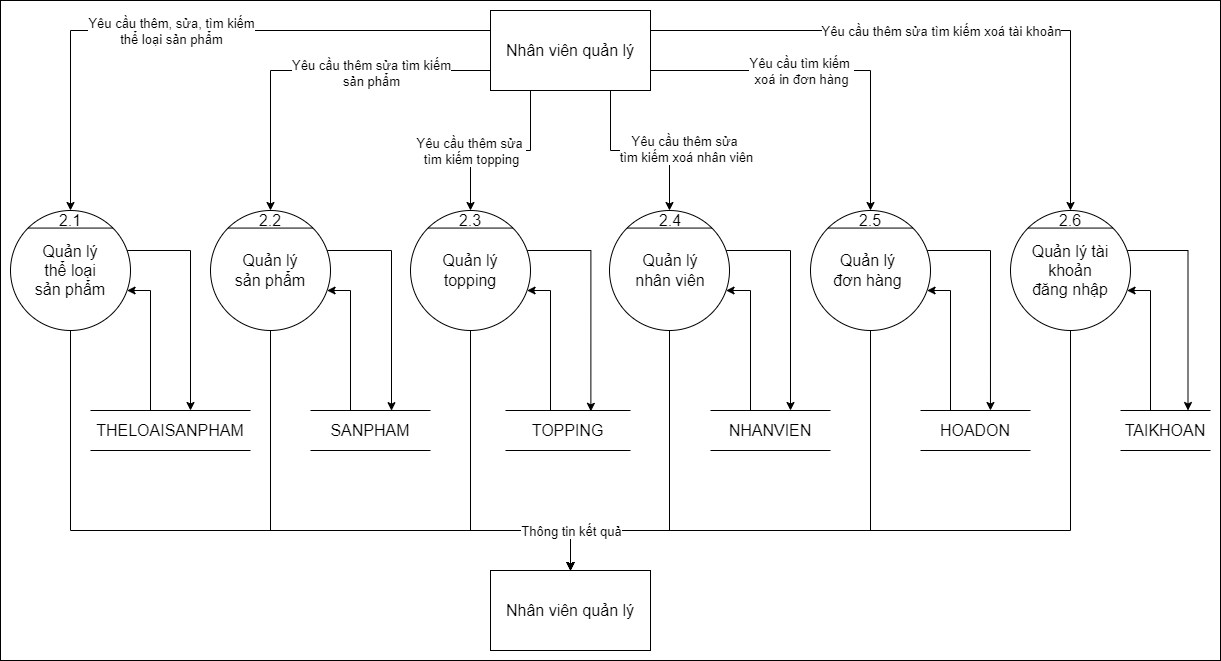 Nhân viên quản lý
Yêu cầu thêm, sửa, tìm kiếm
thể loại sản phẩm
Yêu cầu thêm sửa tìm kiếm
sản phẩm
Yêu cầu thêm sửa
tìm kiếm topping
Yêu cầu thêm sửa
tìm kiếm xoá nhân viên
Yêu cầu tìm kiếm
xoá in đơn hàng
Yêu cầu thêm sửa tìm kiếm xoá tài khoản
2.1
Quản lý
thể loại
sản phẩm
2.2
Quản lý
sản phẩm
2.3
Quản lý
topping
2.4
Quản lý
nhân viên
2.5
Quản lý
đơn hàng
2.6
Quản lý tài
khoản
đăng nhập
THELOAISANPHAM
SANPHAM
TOPPING
NHANVIEN
HOADON
TAIKHOAN
Thông tin kết quả
Nhân viên quản lý